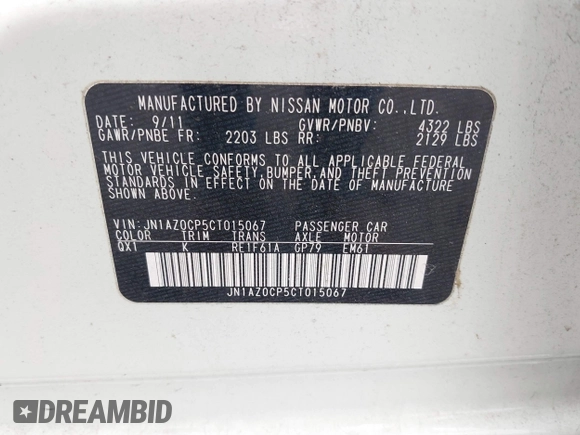 MANUFACTURED BY NISSAN MOTOR CO.,LTD.
DATE: 9/11 GVWR/PNBV: 4322 LBS
GAWR/PNBE FR: 2203 LBS RR: 2129 LBS
THIS VEHICLE CONFORMS TO ALL APPLICABLE FEDERAL
MOTOR VEHICLE SAFETY,BUMPER,AND THEFT PREVENTION
STANDARDS IN EFFECT ON THE DATE OF MANUFACTURE
SHOWN ABOVE.
VIN:JN1AZ0CP5CT015067 PASSENGER CAR
COLOR TRIM TRANS AXLE MOTOR
QX1 K RE1F61A GP79 EM61
JN1AZ0CP5CT015067
DREAMBID